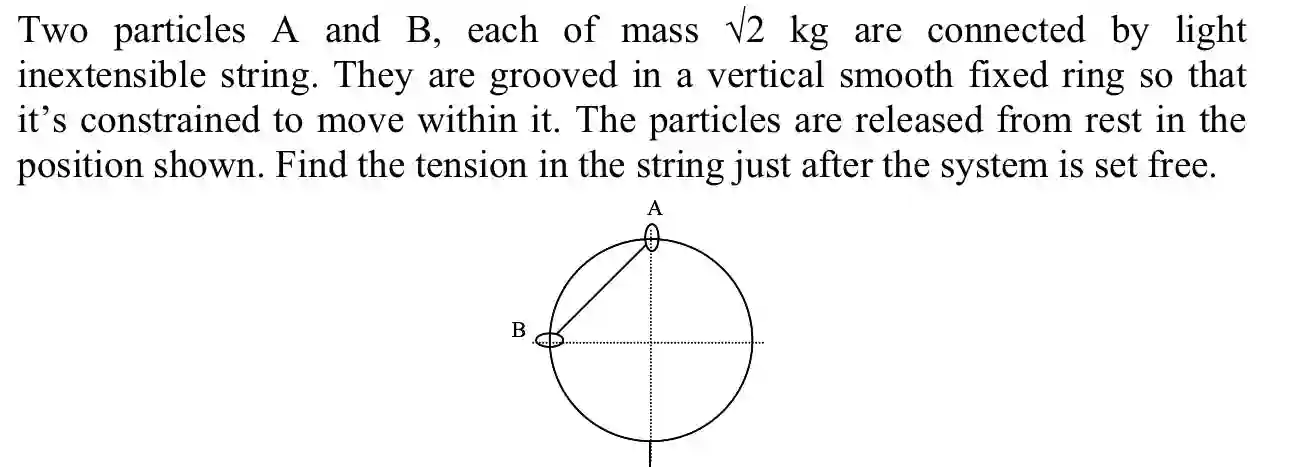 Two particles A and B, each of mass √2 kg are connected by light
inextensible string. They are grooved in a vertical smooth fixed ring so that
it's constrained to move within it. The particles are released from rest in the
position shown. Find the tension in the string just after the system is set free.
A
B